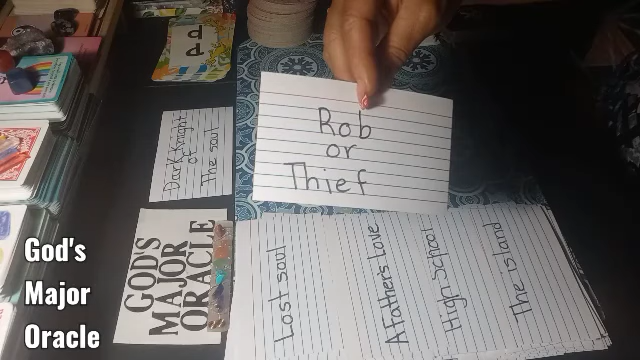 d
d
Rob
or
Thief
Dark Knight
of
The soul
GOD'S
MAJOR
ORACLE
Lost soul
A Father's Love
High School
The island
God's
Major
Oracle